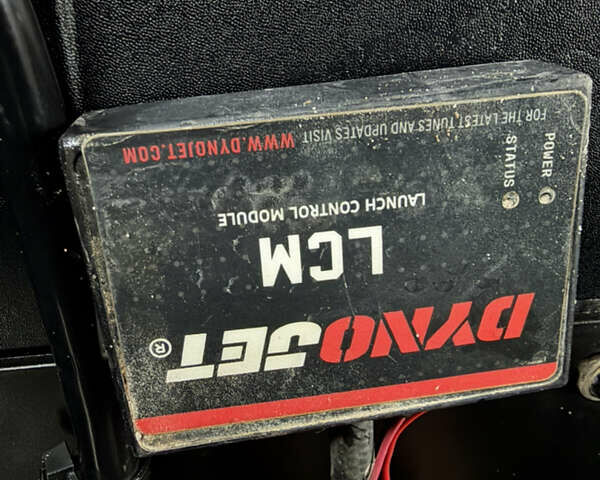 DYNOJET®
LCM
LAUNCH CONTROL MODULE
POWER
STATUS
FOR THE LATEST TUNES AND UPDATES VISIT WWW.DYNOJET.COM